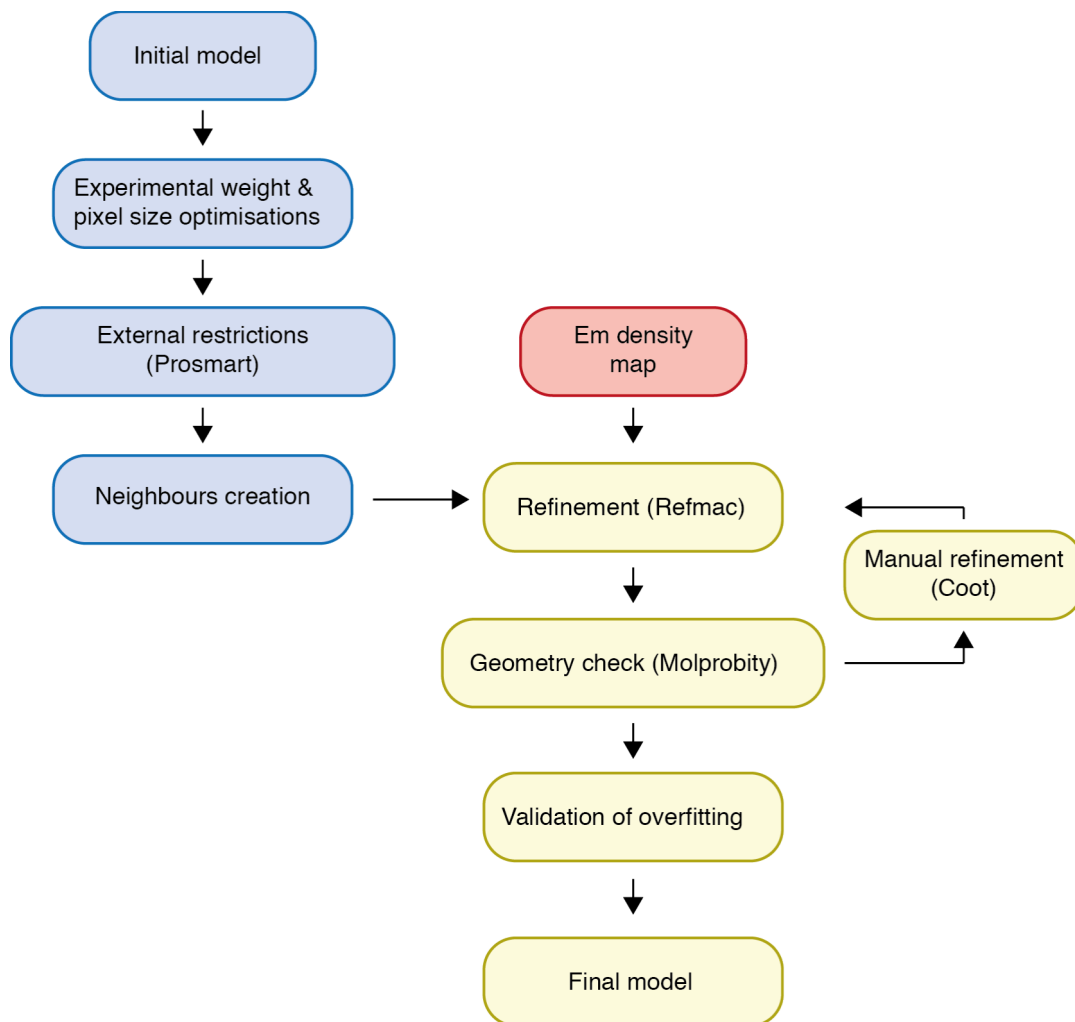 Initial model
Experimental weight &
pixel size optimisations
External restrictions
(Prosmart)
Em density
map
Neighbours creation
Refinement (Refmac)
Manual refinement
(Coot)
Geometry check (Molprobity)
Validation of overfitting
Final model